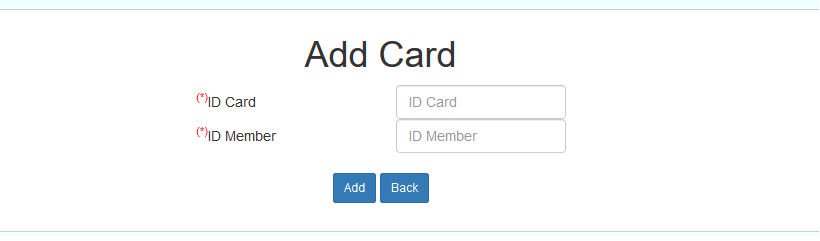 Add Card
(*)ID Card ID Card
(*)ID Member ID Member
Add Back